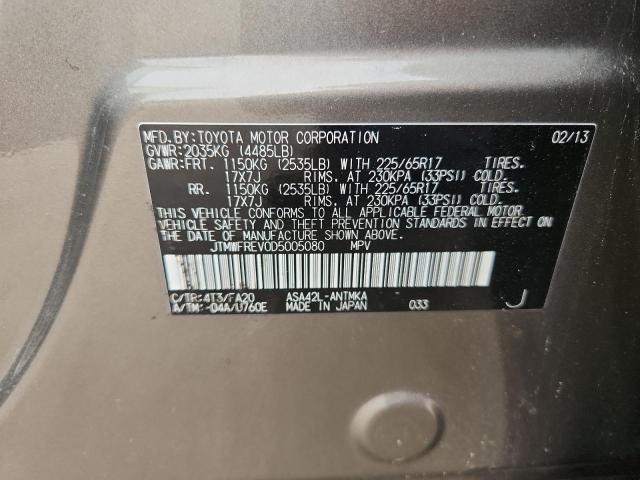 MFD.BY:TOYOTA MOTOR CORPORATION 02/13
GVWR:2035KG (4485LB)
GAWR:FRT. 1150KG (2535LB) WITH 225/65R17 TIRES.
17X7J RIMS. AT 230KPA (33PSI) COLD.
RR. 1150KG (2535LB) WITH 225/65R17 TIRES.
17X7J RIMS. AT 230KPA (33PSI) COLD.
THIS VEHICLE CONFORMS TO ALL APPLICABLE FEDERAL MOTOR
VEHICLE SAFETY AND THEFT PREVENTION STANDARDS IN EFFECT ON
THE DATE OF MANUFACTURE SHOWN ABOVE.
JTMWFREV0D5005080 MPV
C/TR:4T3/FA20 ASA42L-ANTMKA
A/TM:-04A/U760E MADE IN JAPAN 033 J